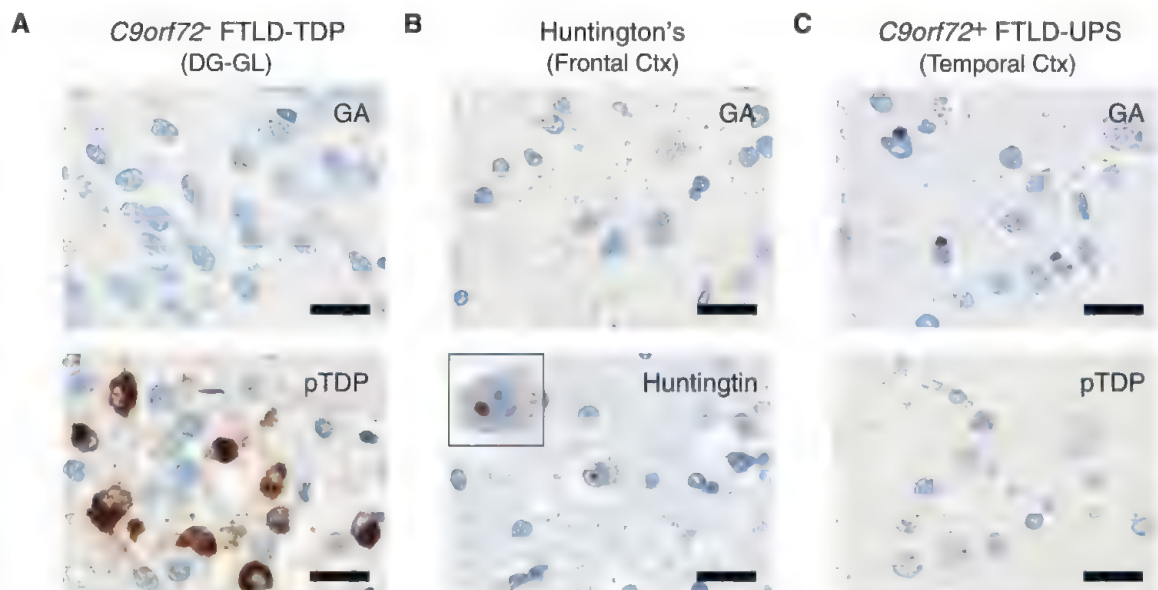 A
C9orf72- FTLD-TDP
(DG-GL)
GA
pTDP
B
Huntington's
(Frontal Ctx)
GA
Huntingtin
C
C9orf72+ FTLD-UPS
(Temporal Ctx)
GA
pTDP